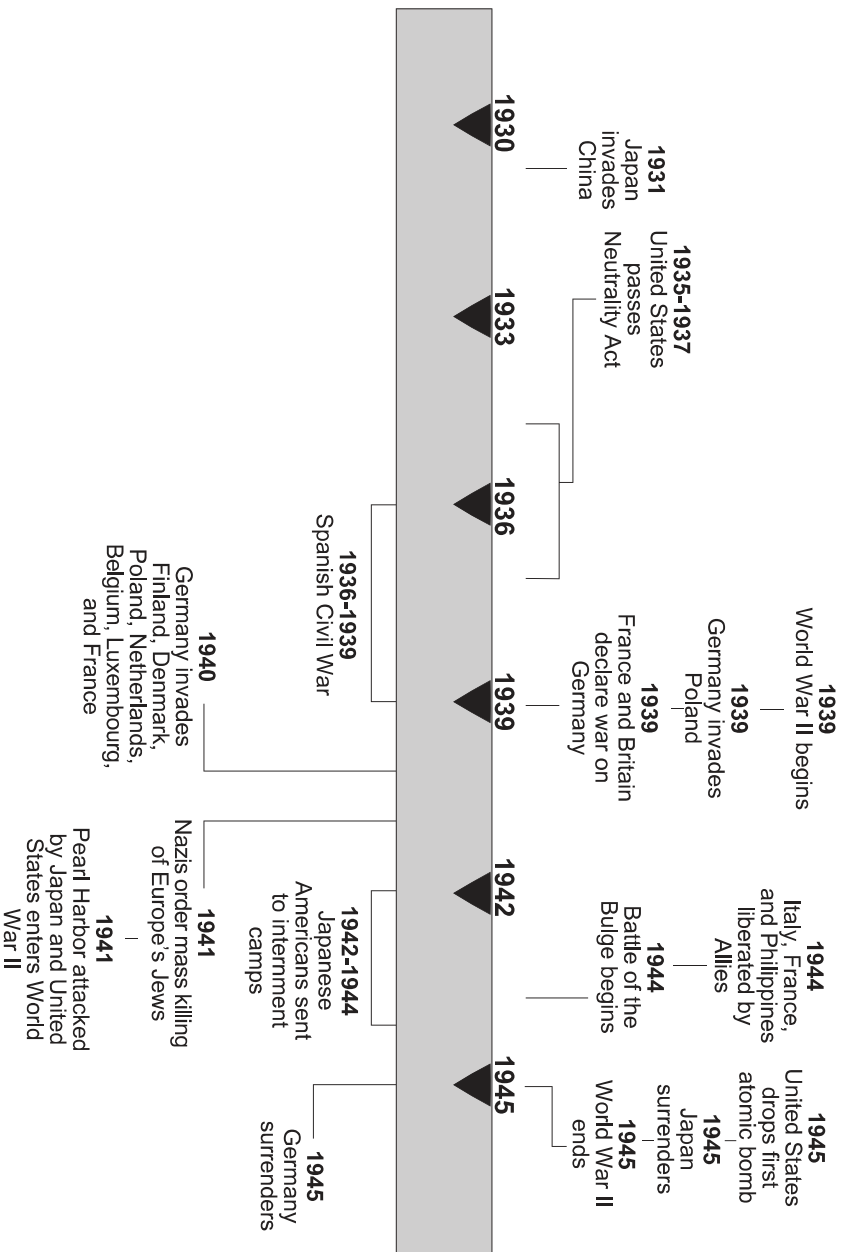 1931
Japan
invades
China
1935-1937
United States
passes
Neutrality Act
1939
World War II begins
1939
Germany invades
Poland
1939
France and Britain
declare war on
Germany
1944
Italy, France,
and Philippines
liberated by
Allies
1944
Battle of the
Bulge begins
1945
United States
drops first
atomic bomb
1945
Japan
surrenders
1945
World War II
ends
1930
1933
1936
1939
1942
1945
1936-1939
Spanish Civil War
1940
Germany invades
Finland, Denmark,
Poland, Netherlands,
Belgium, Luxembourg,
and France
1941
Nazis order mass killing
of Europe's Jews
1941
Pearl Harbor attacked
by Japan and United
States enters World
War II
1942-1944
Japanese
Americans sent
to internment
camps
1945
Germany
surrenders